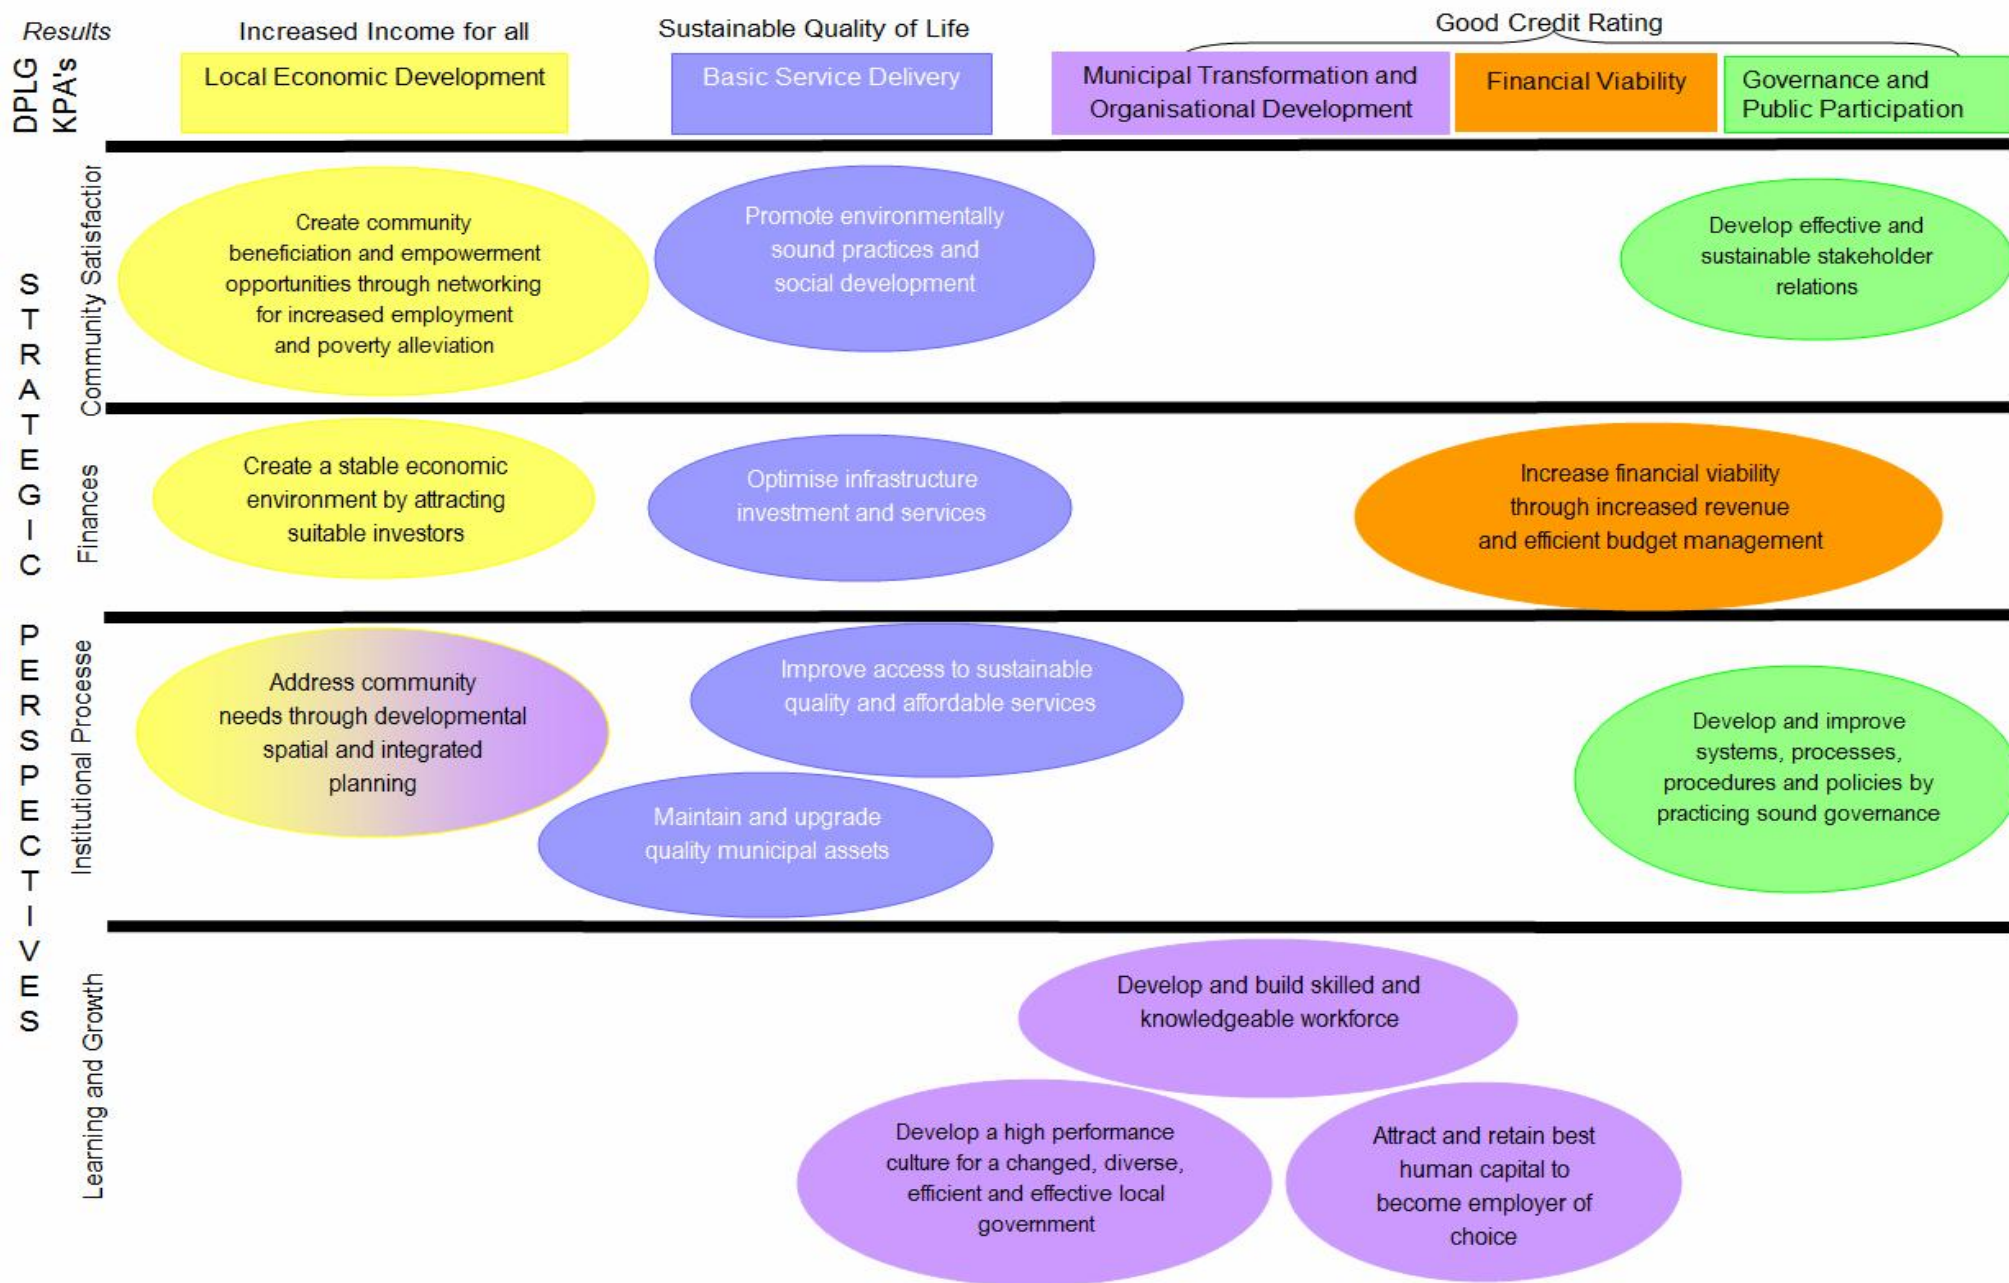 Results
Increased Income for all
Sustainable Quality of Life
Good Credit Rating
DPLG
KPA's
Local Economic Development
Basic Service Delivery
Municipal Transformation and
Organisational Development
Financial Viability
Governance and
Public Participation
STRATEGIC PERSPECTIVES
Community Satisfaction
Create community
beneficiation and empowerment
opportunities through networking
for increased employment
and poverty alleviation
Promote environmentally
sound practices and
social development
Develop effective and
sustainable stakeholder
relations
Finances
Create a stable economic
environment by attracting
suitable investors
Optimise infrastructure
investment and services
Increase financial viability
through increased revenue
and efficient budget management
Institutional Processe
Address community
needs through developmental
spatial and integrated
planning
Improve access to sustainable
quality and affordable services
Maintain and upgrade
quality municipal assets
Develop and improve
systems, processes,
procedures and policies by
practicing sound governance
Learning and Growth
Develop and build skilled and
knowledgeable workforce
Develop a high performance
culture for a changed, diverse,
efficient and effective local
government
Attract and retain best
human capital to
become employer of
choice